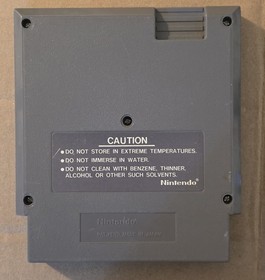 CAUTION
●DO NOT STORE IN EXTREME TEMPERATURES.
●DO NOT IMMERSE IN WATER.
●DO NOT CLEAN WITH BENZENE, THINNER,
ALCOHOL OR OTHER SUCH SOLVENTS.
Nintendo®
Nintendo®